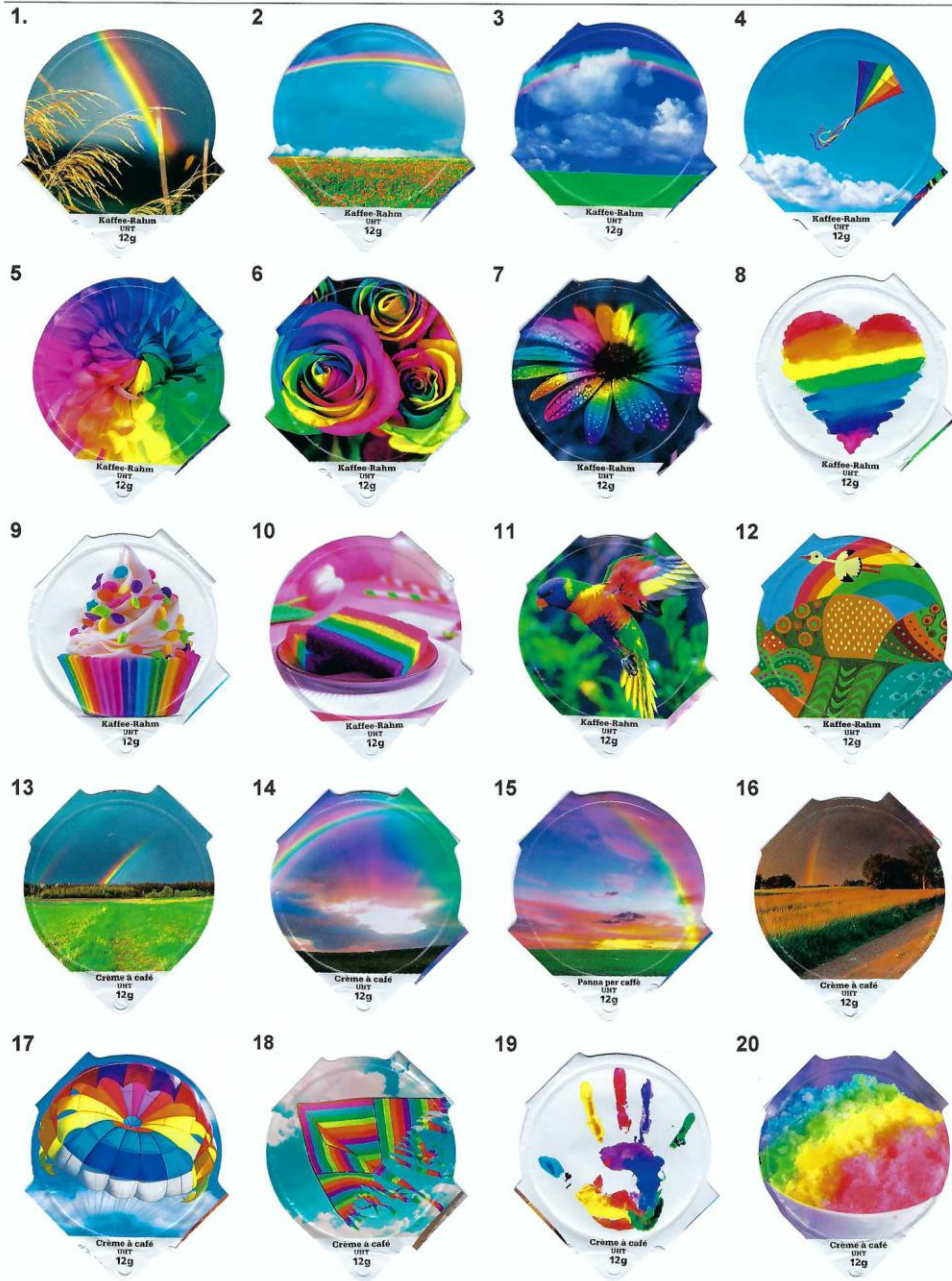 1. 2 3 4
Kaffee-Rahm
UHT
12g
Kaffee-Rahm
UHT
12g
Kaffee-Rahm
UHT
12g
Kaffee-Rahm
UHT
12g
5 6 7 8
Kaffee-Rahm
UHT
12g
Kaffee-Rahm
UHT
12g
Kaffee-Rahm
UHT
12g
Kaffee-Rahm
UHT
12g
9 10 11 12
Kaffee-Rahm
UHT
12g
Kaffee-Rahm
UHT
12g
Kaffee-Rahm
UHT
12g
Kaffee-Rahm
UHT
12g
13 14 15 16
Crème à café
UHT
12g
Crème à café
UHT
12g
Panna per caffè
UHT
12g
Crème à café
UHT
12g
17 18 19 20
Crème à café
UHT
12g
Crème à café
UHT
12g
Crème à café
UHT
12g
Crème à café
UHT
12g